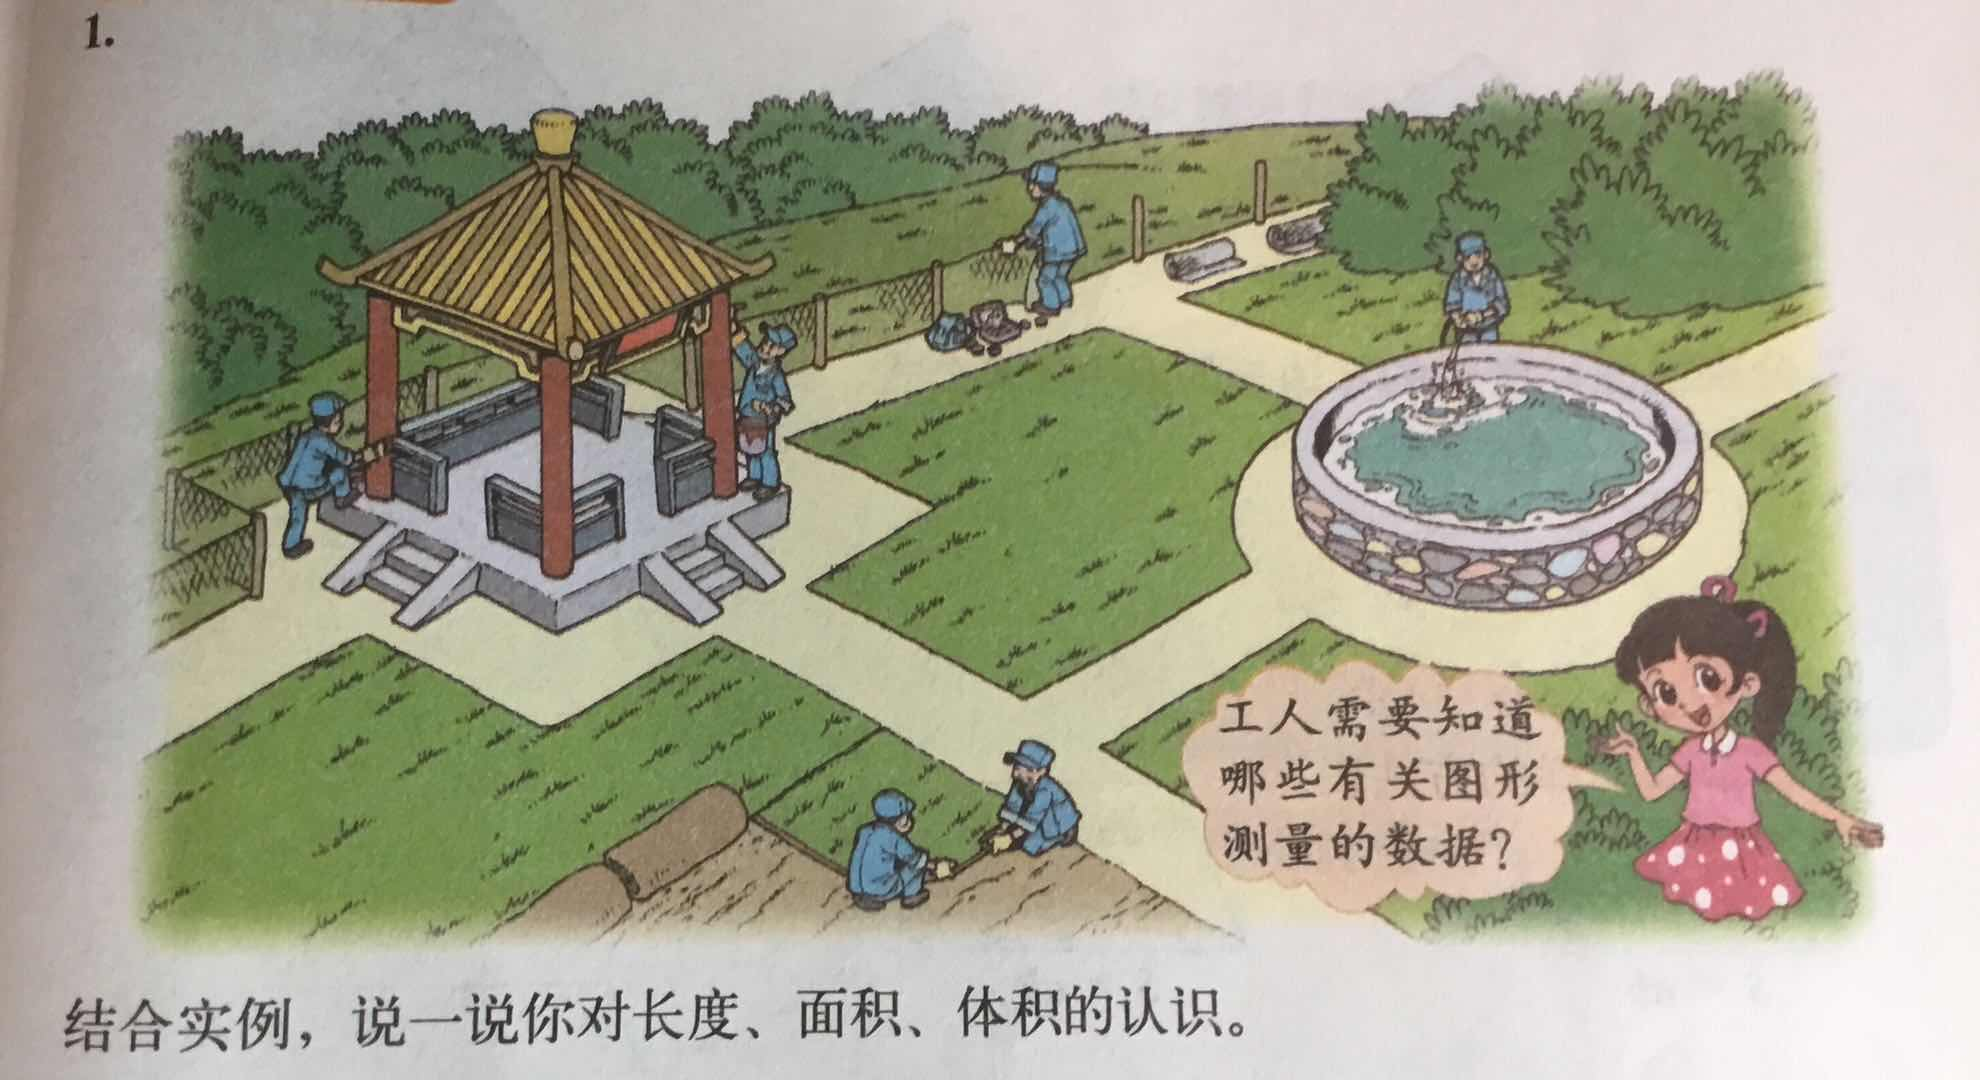 1.
工人需要知道
哪些有关图形
测量的数据?
结合实例，说一说你对长度、面积、体积的认识。